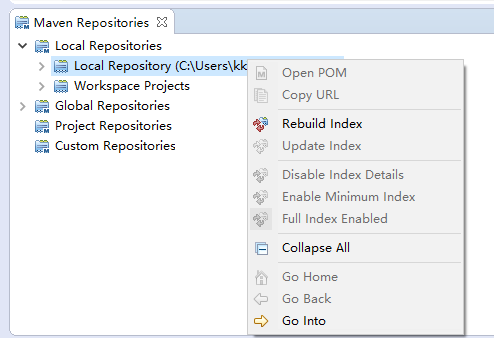 Maven Repositories
Local Repositories
Local Repository (C:\Users\kk
Workspace Projects
Global Repositories
Project Repositories
Custom Repositories
Open POM
Copy URL
Rebuild Index
Update Index
Disable Index Details
Enable Minimum Index
Full Index Enabled
Collapse All
Go Home
Go Back
Go Into